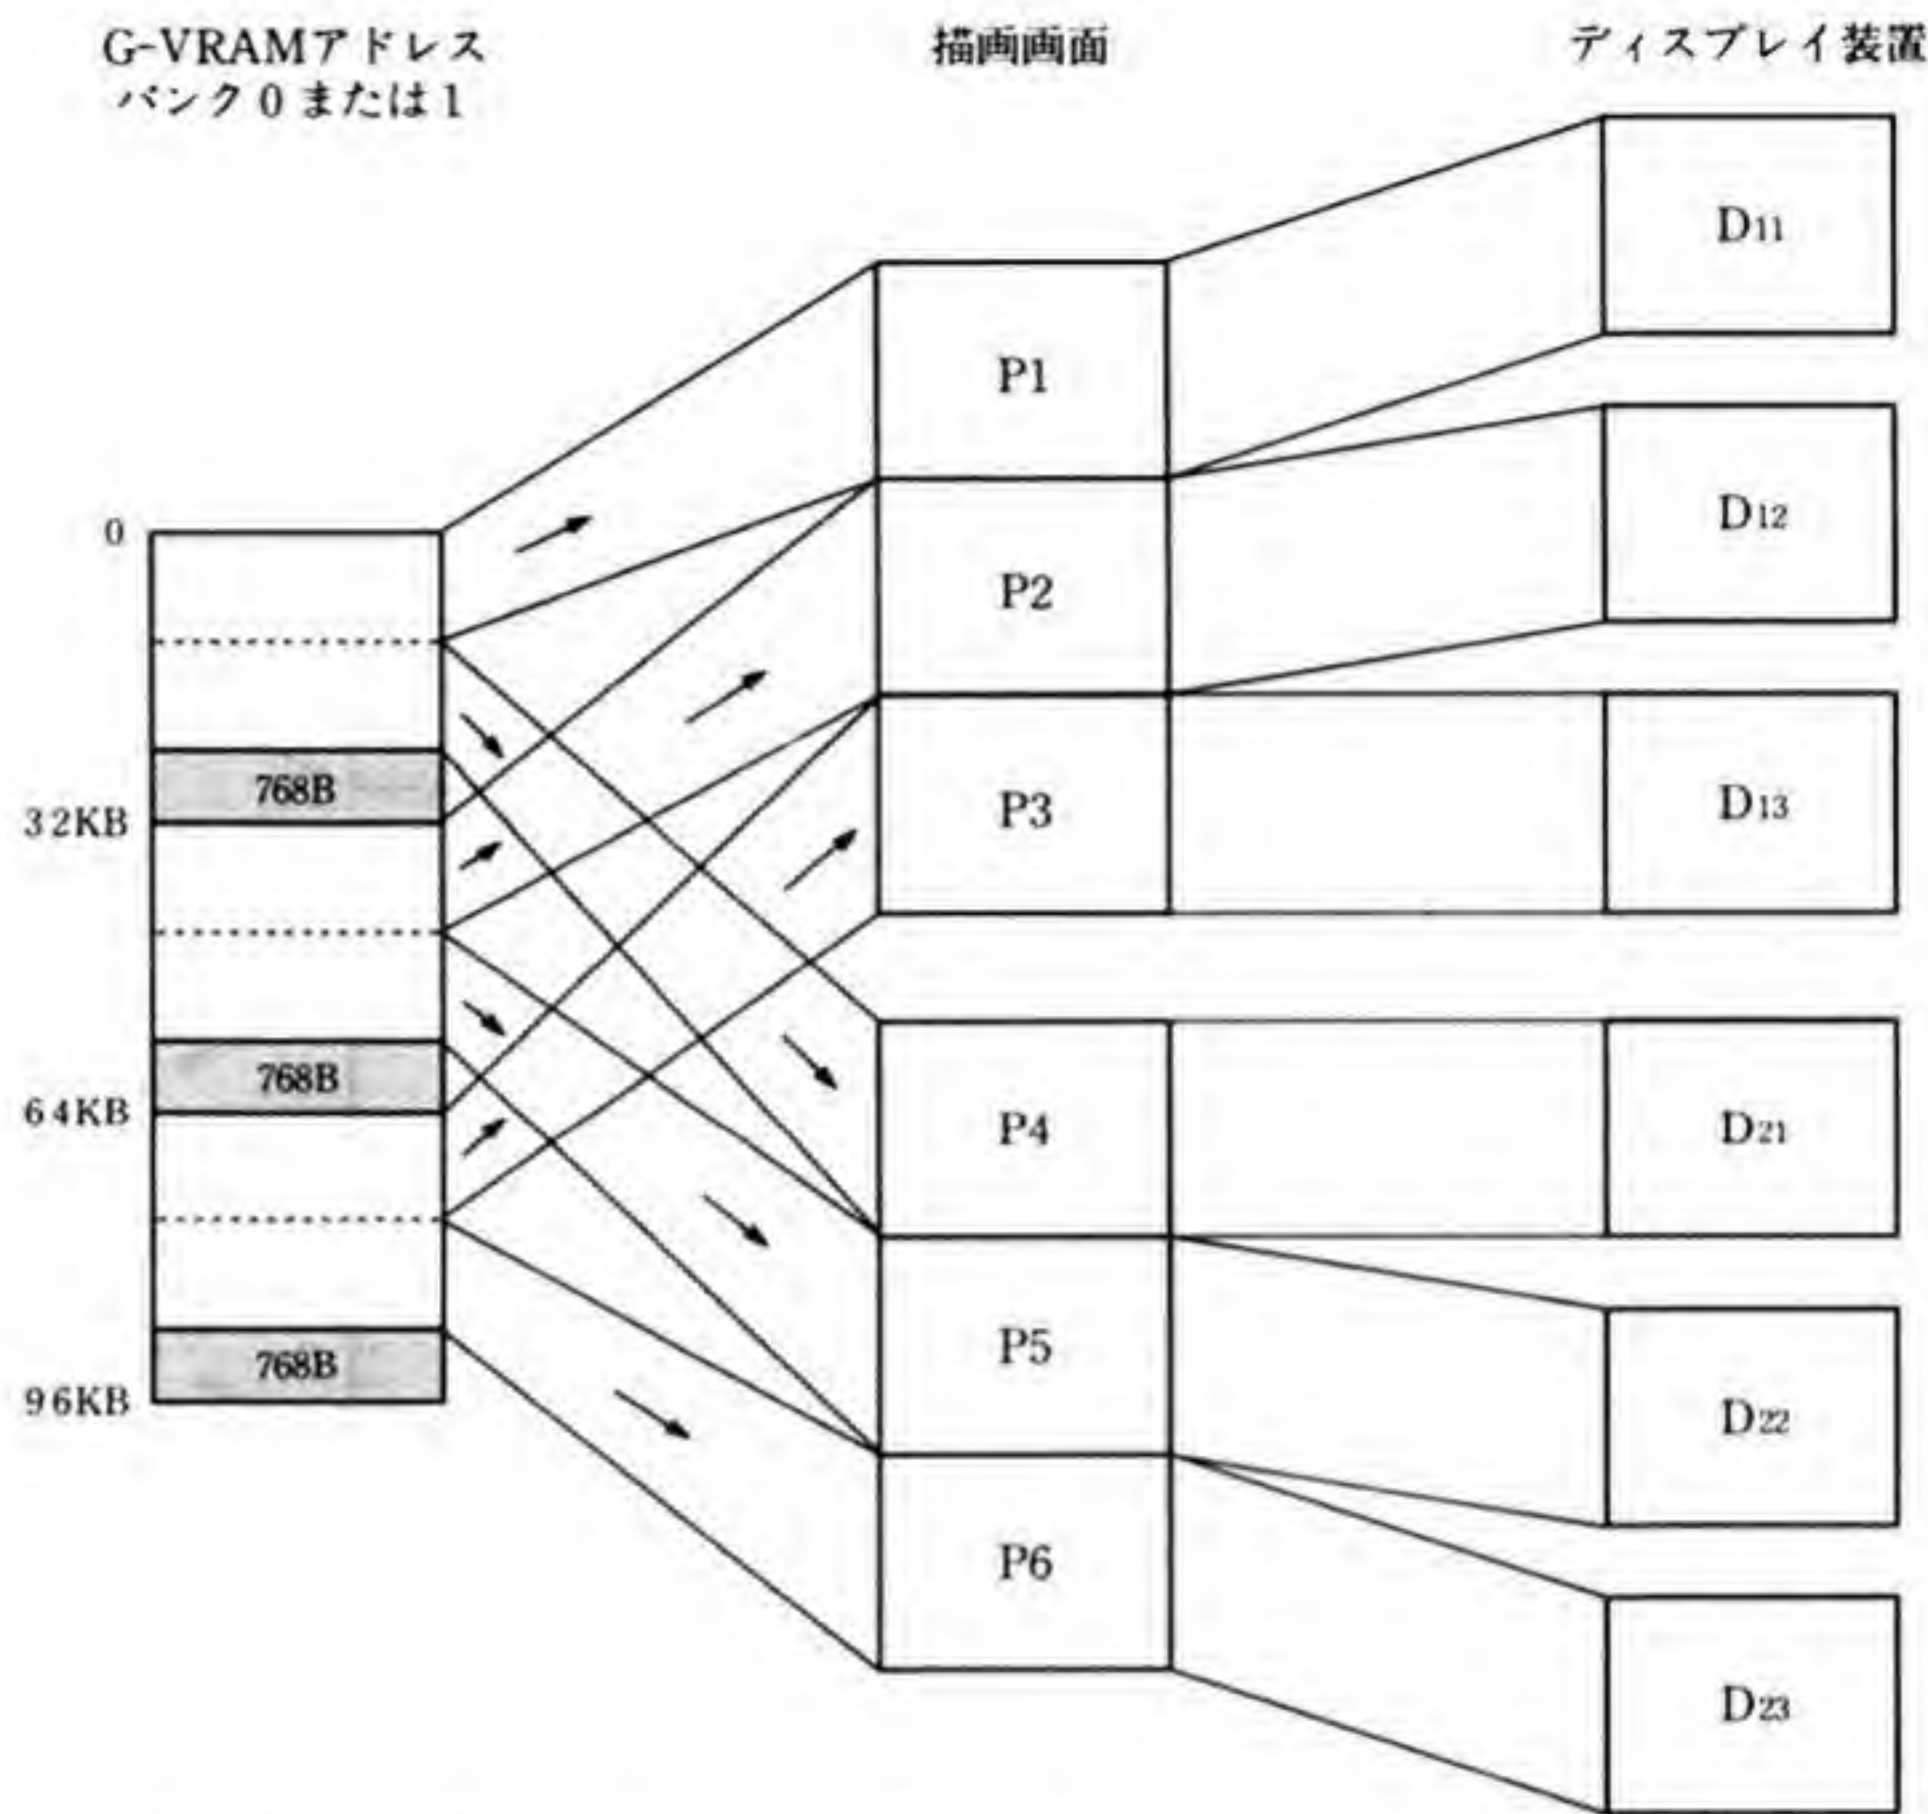 G-VRAMアドレス
バンク0または1
描画画面
ディスプレイ装置
0
32KB
64KB
96KB
768B
768B
768B
P1
P2
P3
P4
P5
P6
D11
D12
D13
D21
D22
D23